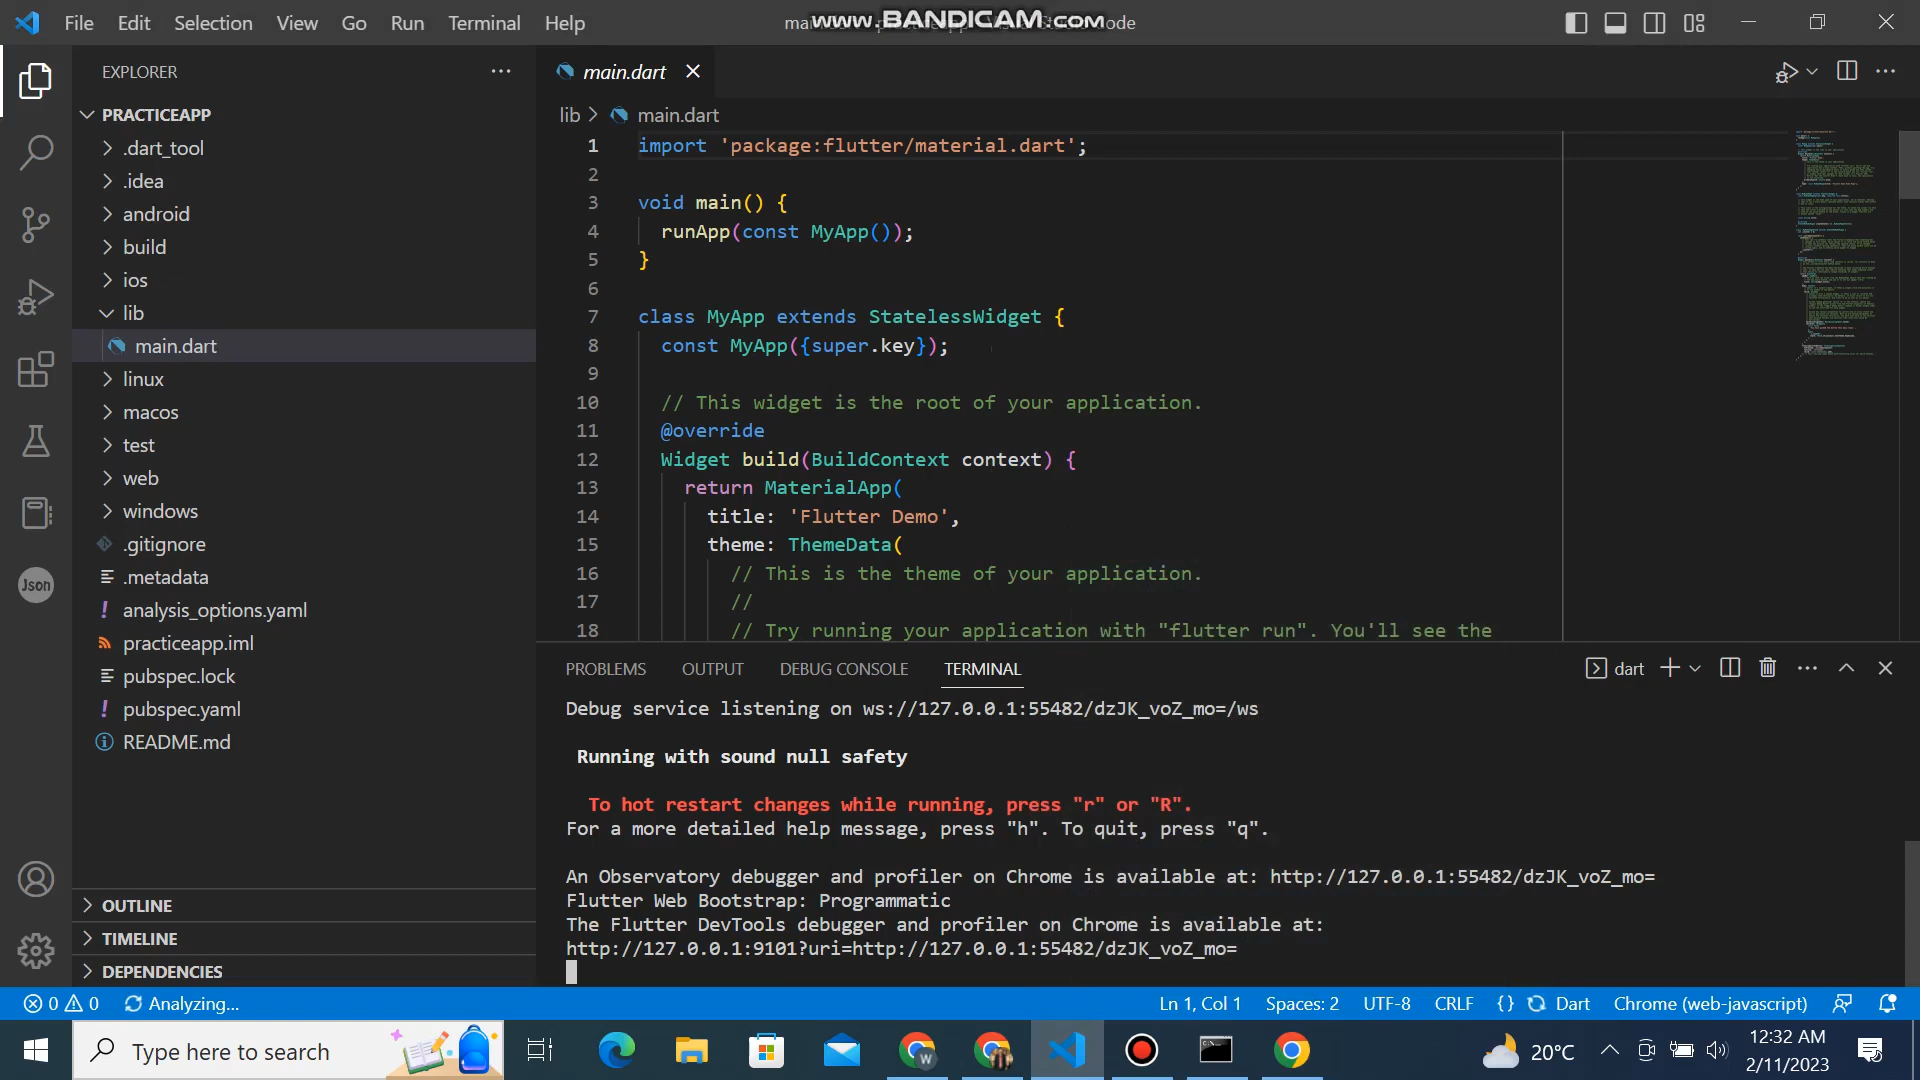 File Edit Selection View Go Run Terminal Help
www.BANDICAM.com
EXPLORER
PRACTICEAPP
.dart_tool
.idea
android
build
ios
lib
main.dart
linux
macos
test
web
windows
.gitignore
.metadata
analysis_options.yaml
practiceapp.iml
pubspec.lock
pubspec.yaml
README.md
OUTLINE
TIMELINE
DEPENDENCIES
Json
main.dart
lib > main.dart
1 import 'package:flutter/material.dart';
2
3 void main() {
4 runApp(const MyApp());
5 }
6
7 class MyApp extends StatelessWidget {
8 const MyApp({super.key});
9
10 // This widget is the root of your application.
11 @override
12 Widget build(BuildContext context) {
13 return MaterialApp(
14 title: 'Flutter Demo',
15 theme: ThemeData(
16 // This is the theme of your application.
17 //
18 // Try running your application with "flutter run". You'll see the
PROBLEMS OUTPUT DEBUG CONSOLE TERMINAL
dart
Debug service listening on ws://127.0.0.1:55482/dzJK_voZ_mo=/ws
Running with sound null safety
To hot restart changes while running, press "r" or "R".
For a more detailed help message, press "h". To quit, press "q".
An Observatory debugger and profiler on Chrome is available at: http://127.0.0.1:55482/dzJK_voZ_mo=
Flutter Web Bootstrap: Programmatic
The Flutter DevTools debugger and profiler on Chrome is available at:
http://127.0.0.1:9101?uri=http://127.0.0.1:55482/dzJK_voZ_mo=
0 0 Analyzing...
Ln 1, Col 1 Spaces: 2 UTF-8 CRLF {} Dart Chrome (web-javascript)
Type here to search
W
20°C
12:32 AM
2/11/2023